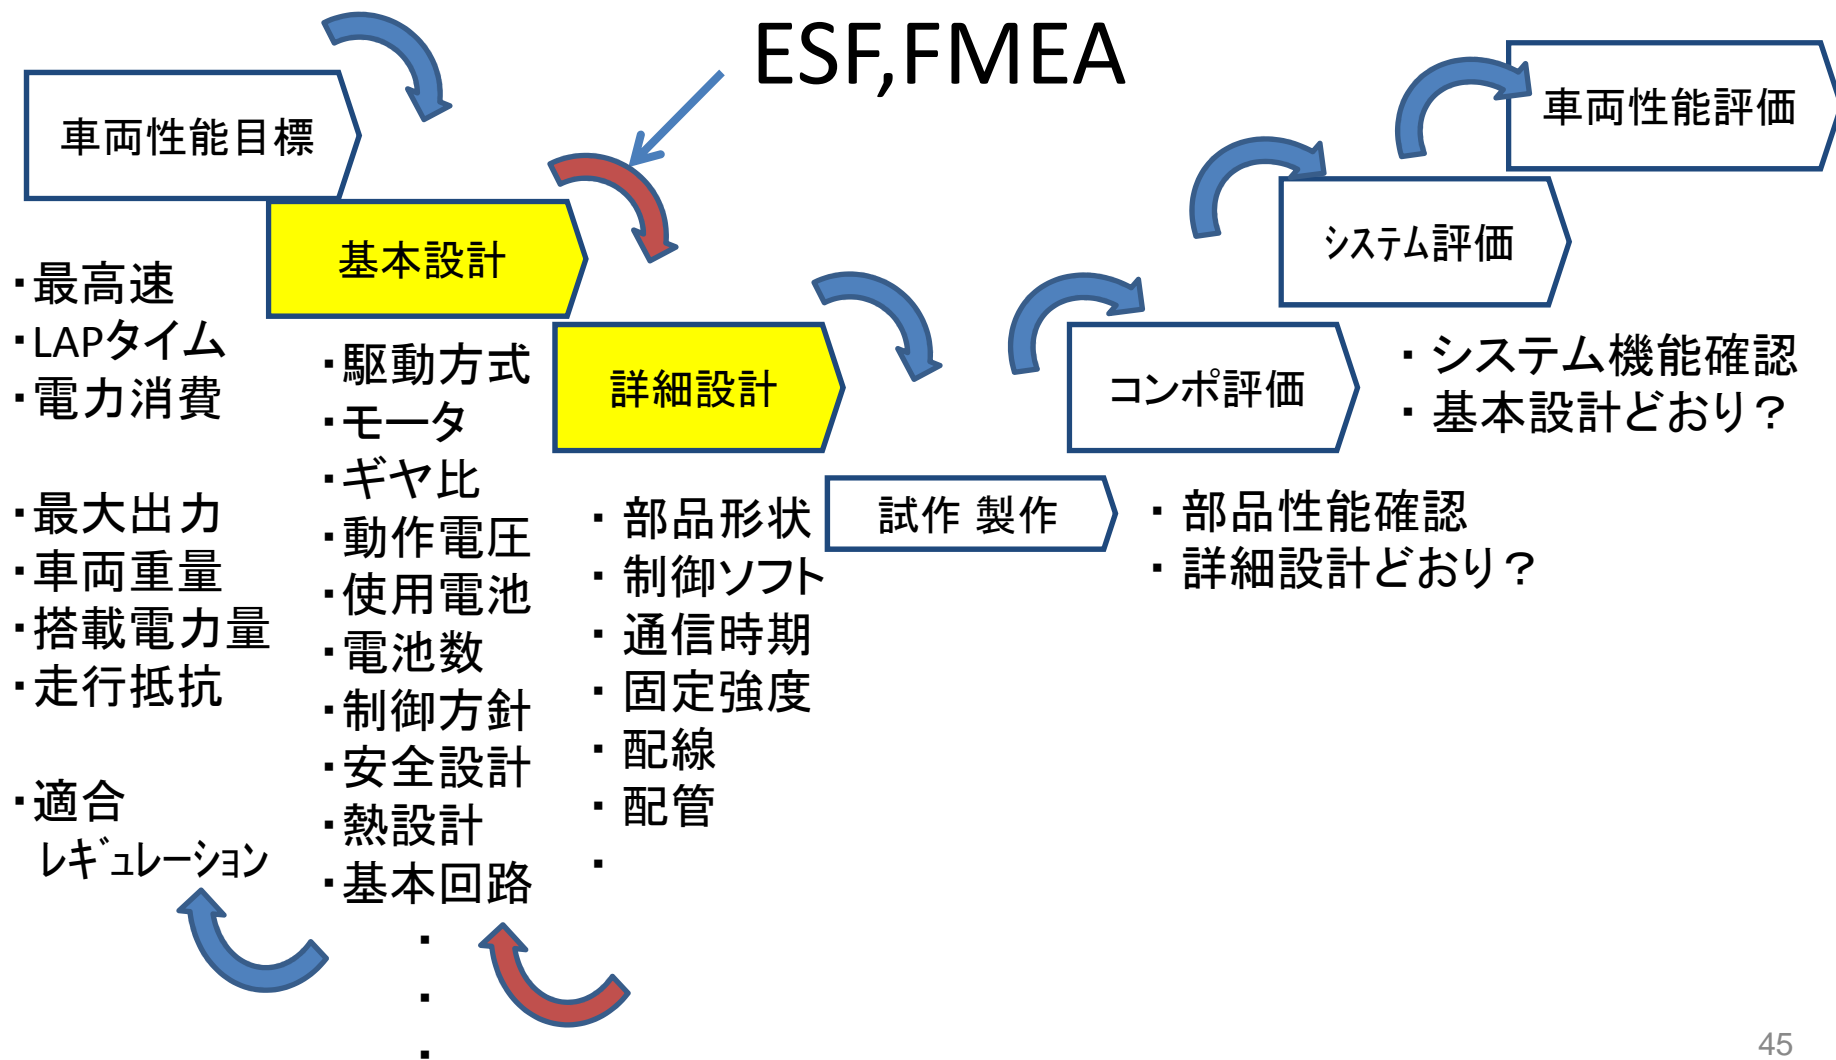 ESF,FMEA
車両性能目標
・最高速
・LAPタイム
・電力消費
・最大出力
・車両重量
・搭載電力量
・走行抵抗
・適合
レギュレーション
基本設計
・駆動方式
・モータ
・ギヤ比
・動作電圧
・使用電池
・電池数
・制御方針
・安全設計
・熱設計
・基本回路
・
・
・
詳細設計
・部品形状
・制御ソフト
・通信時期
・固定強度
・配線
・配管
・
試作 製作
コンポ評価
・部品性能確認
・詳細設計どおり？
システム評価
・システム機能確認
・基本設計どおり？
車両性能評価
45